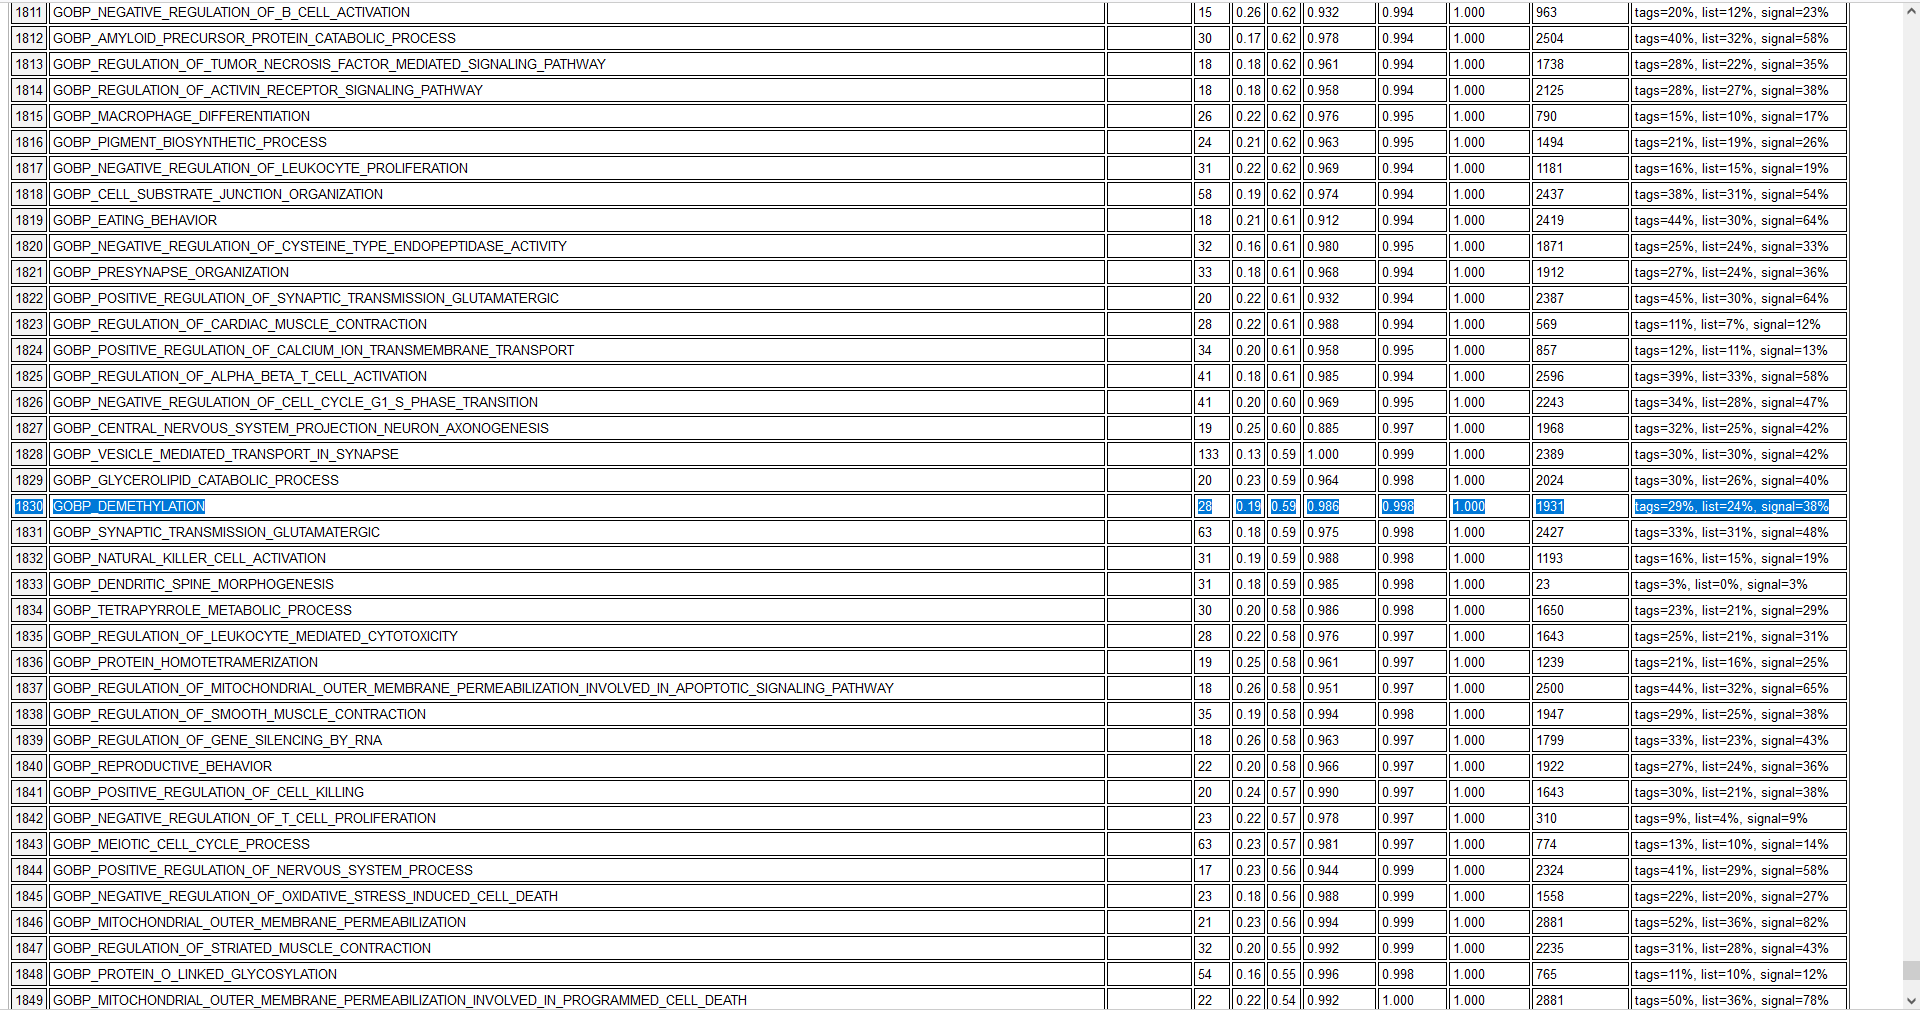 1811 GOBP_NEGATIVE_REGULATION_OF_B_CELL_ACTIVATION 15 0.26 0.62 0.932 0.994 1.000 963 tags=20%, list=12%, signal=23%
1812 GOBP_AMYLOID_PRECURSOR_PROTEIN_CATABOLIC_PROCESS 30 0.17 0.62 0.978 0.994 1.000 2504 tags=40%, list=32%, signal=58%
1813 GOBP_REGULATION_OF_TUMOR_NECROSIS_FACTOR_MEDIATED_SIGNALING_PATHWAY 18 0.18 0.62 0.961 0.994 1.000 1738 tags=28%, list=22%, signal=35%
1814 GOBP_REGULATION_OF_ACTIVIN_RECEPTOR_SIGNALING_PATHWAY 18 0.18 0.62 0.958 0.994 1.000 2125 tags=28%, list=27%, signal=38%
1815 GOBP_MACROPHAGE_DIFFERENTIATION 26 0.22 0.62 0.976 0.995 1.000 790 tags=15%, list=10%, signal=17%
1816 GOBP_PIGMENT_BIOSYNTHETIC_PROCESS 24 0.21 0.62 0.963 0.995 1.000 1494 tags=21%, list=19%, signal=26%
1817 GOBP_NEGATIVE_REGULATION_OF_LEUKOCYTE_PROLIFERATION 31 0.22 0.62 0.969 0.994 1.000 1181 tags=16%, list=15%, signal=19%
1818 GOBP_CELL_SUBSTRATE_JUNCTION_ORGANIZATION 58 0.19 0.62 0.974 0.994 1.000 2437 tags=38%, list=31%, signal=54%
1819 GOBP_EATING_BEHAVIOR 18 0.21 0.61 0.912 0.994 1.000 2419 tags=44%, list=30%, signal=64%
1820 GOBP_NEGATIVE_REGULATION_OF_CYSTEINE_TYPE_ENDOPEPTIDASE_ACTIVITY 32 0.16 0.61 0.980 0.995 1.000 1871 tags=25%, list=24%, signal=33%
1821 GOBP_PRESYNAPSE_ORGANIZATION 33 0.18 0.61 0.968 0.994 1.000 1912 tags=27%, list=24%, signal=36%
1822 GOBP_POSITIVE_REGULATION_OF_SYNAPTIC_TRANSMISSION_GLUTAMATERGIC 20 0.22 0.61 0.932 0.994 1.000 2387 tags=45%, list=30%, signal=64%
1823 GOBP_REGULATION_OF_CARDIAC_MUSCLE_CONTRACTION 28 0.22 0.61 0.988 0.994 1.000 569 tags=11%, list=7%, signal=12%
1824 GOBP_POSITIVE_REGULATION_OF_CALCIUM_ION_TRANSMEMBRANE_TRANSPORT 34 0.20 0.61 0.958 0.995 1.000 857 tags=12%, list=11%, signal=13%
1825 GOBP_REGULATION_OF_ALPHA_BETA_T_CELL_ACTIVATION 41 0.18 0.61 0.985 0.994 1.000 2596 tags=39%, list=33%, signal=58%
1826 GOBP_NEGATIVE_REGULATION_OF_CELL_CYCLE_G1_S_PHASE_TRANSITION 41 0.20 0.60 0.969 0.995 1.000 2243 tags=34%, list=28%, signal=47%
1827 GOBP_CENTRAL_NERVOUS_SYSTEM_PROJECTION_NEURON_AXONOGENESIS 19 0.25 0.60 0.885 0.997 1.000 1968 tags=32%, list=25%, signal=42%
1828 GOBP_VESICLE_MEDIATED_TRANSPORT_IN_SYNAPSE 133 0.13 0.59 1.000 0.999 1.000 2389 tags=30%, list=30%, signal=42%
1829 GOBP_GLYCEROLIPID_CATABOLIC_PROCESS 20 0.23 0.59 0.964 0.998 1.000 2024 tags=30%, list=26%, signal=40%
1830 GOBP_DEMETHYLATION 28 0.19 0.59 0.986 0.998 1.000 1931 tags=29%, list=24%, signal=38%
1831 GOBP_SYNAPTIC_TRANSMISSION_GLUTAMATERGIC 63 0.18 0.59 0.975 0.998 1.000 2427 tags=33%, list=31%, signal=48%
1832 GOBP_NATURAL_KILLER_CELL_ACTIVATION 31 0.19 0.59 0.988 0.998 1.000 1193 tags=16%, list=15%, signal=19%
1833 GOBP_DENDRITIC_SPINE_MORPHOGENESIS 31 0.18 0.59 0.985 0.998 1.000 23 tags=3%, list=0%, signal=3%
1834 GOBP_TETRAPYRROLE_METABOLIC_PROCESS 30 0.20 0.58 0.986 0.998 1.000 1650 tags=23%, list=21%, signal=29%
1835 GOBP_REGULATION_OF_LEUKOCYTE_MEDIATED_CYTOTOXICITY 28 0.22 0.58 0.976 0.997 1.000 1643 tags=25%, list=21%, signal=31%
1836 GOBP_PROTEIN_HOMOTETRAMERIZATION 19 0.25 0.58 0.961 0.997 1.000 1239 tags=21%, list=16%, signal=25%
1837 GOBP_REGULATION_OF_MITOCHONDRIAL_OUTER_MEMBRANE_PERMEABILIZATION_INVOLVED_IN_APOPTOTIC_SIGNALING_PATHWAY 18 0.26 0.58 0.951 0.997 1.000 2500 tags=44%, list=32%, signal=65%
1838 GOBP_REGULATION_OF_SMOOTH_MUSCLE_CONTRACTION 35 0.19 0.58 0.994 0.998 1.000 1947 tags=29%, list=25%, signal=38%
1839 GOBP_REGULATION_OF_GENE_SILENCING_BY_RNA 18 0.26 0.58 0.963 0.997 1.000 1799 tags=33%, list=23%, signal=43%
1840 GOBP_REPRODUCTIVE_BEHAVIOR 22 0.20 0.58 0.966 0.997 1.000 1922 tags=27%, list=24%, signal=36%
1841 GOBP_POSITIVE_REGULATION_OF_CELL_KILLING 20 0.24 0.57 0.990 0.997 1.000 1643 tags=30%, list=21%, signal=38%
1842 GOBP_NEGATIVE_REGULATION_OF_T_CELL_PROLIFERATION 23 0.22 0.57 0.978 0.997 1.000 310 tags=9%, list=4%, signal=9%
1843 GOBP_MEIOTIC_CELL_CYCLE_PROCESS 63 0.23 0.57 0.981 0.997 1.000 774 tags=13%, list=10%, signal=14%
1844 GOBP_POSITIVE_REGULATION_OF_NERVOUS_SYSTEM_PROCESS 17 0.23 0.56 0.944 0.999 1.000 2324 tags=41%, list=29%, signal=58%
1845 GOBP_NEGATIVE_REGULATION_OF_OXIDATIVE_STRESS_INDUCED_CELL_DEATH 23 0.18 0.56 0.988 0.999 1.000 1558 tags=22%, list=20%, signal=27%
1846 GOBP_MITOCHONDRIAL_OUTER_MEMBRANE_PERMEABILIZATION 21 0.23 0.56 0.994 0.999 1.000 2881 tags=52%, list=36%, signal=82%
1847 GOBP_REGULATION_OF_STRIATED_MUSCLE_CONTRACTION 32 0.20 0.55 0.992 0.999 1.000 2235 tags=31%, list=28%, signal=43%
1848 GOBP_PROTEIN_O_LINKED_GLYCOSYLATION 54 0.16 0.55 0.996 0.998 1.000 765 tags=11%, list=10%, signal=12%
1849 GOBP_MITOCHONDRIAL_OUTER_MEMBRANE_PERMEABILIZATION_INVOLVED_IN_PROGRAMMED_CELL_DEATH 22 0.22 0.54 0.992 1.000 1.000 2881 tags=50%, list=36%, signal=78%